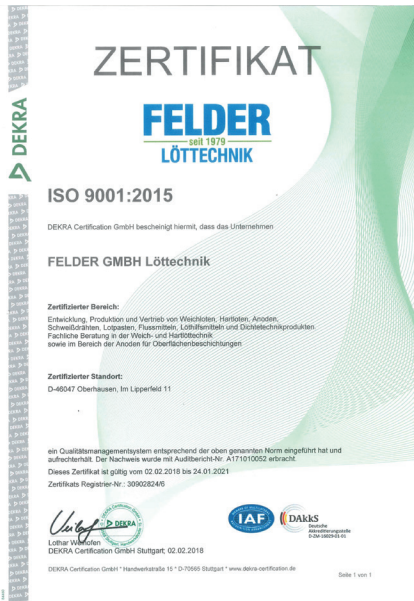 ZERTIFIKAT
DEKRA
FELDER
seit 1979
LÖTTECHNIK
ISO 9001:2015
DEKRA Certification GmbH bescheinigt hiermit, dass das Unternehmen
FELDER GMBH Löttechnik
Zertifizierter Bereich:
Entwicklung, Produktion und Vertrieb von Weichloten, Hartloten, Anoden,
Schweißdrähten, Lotpasten, Flussmitteln, Löthilfsmitteln und Dichtetechnikprodukten.
Fachliche Beratung in der Weich- und Hartlöttechnik
sowie im Bereich der Anoden für Oberflächenbeschichtungen
Zertifizierter Standort:
D-46047 Oberhausen, Im Lipperfeld 11
ein Qualitätsmanagementsystem entsprechend der oben genannten Norm eingeführt hat und
aufrechterhält. Der Nachweis wurde mit Auditbericht-Nr. A171010052 erbracht.
Dieses Zertifikat ist gültig vom 02.02.2018 bis 24.01.2021
Zertifikats Registrier-Nr.: 30902824/6
DEKRA
IAF
DAkkS
Deutsche
Akkreditierungsstelle
D-ZM-16029-01-01
Lothar Weihofen
DEKRA Certification GmbH Stuttgart; 02.02.2018
DEKRA Certification GmbH * Handwerkstraße 15 * D-70565 Stuttgart * www.dekra-certification.de
Seite 1 von 1